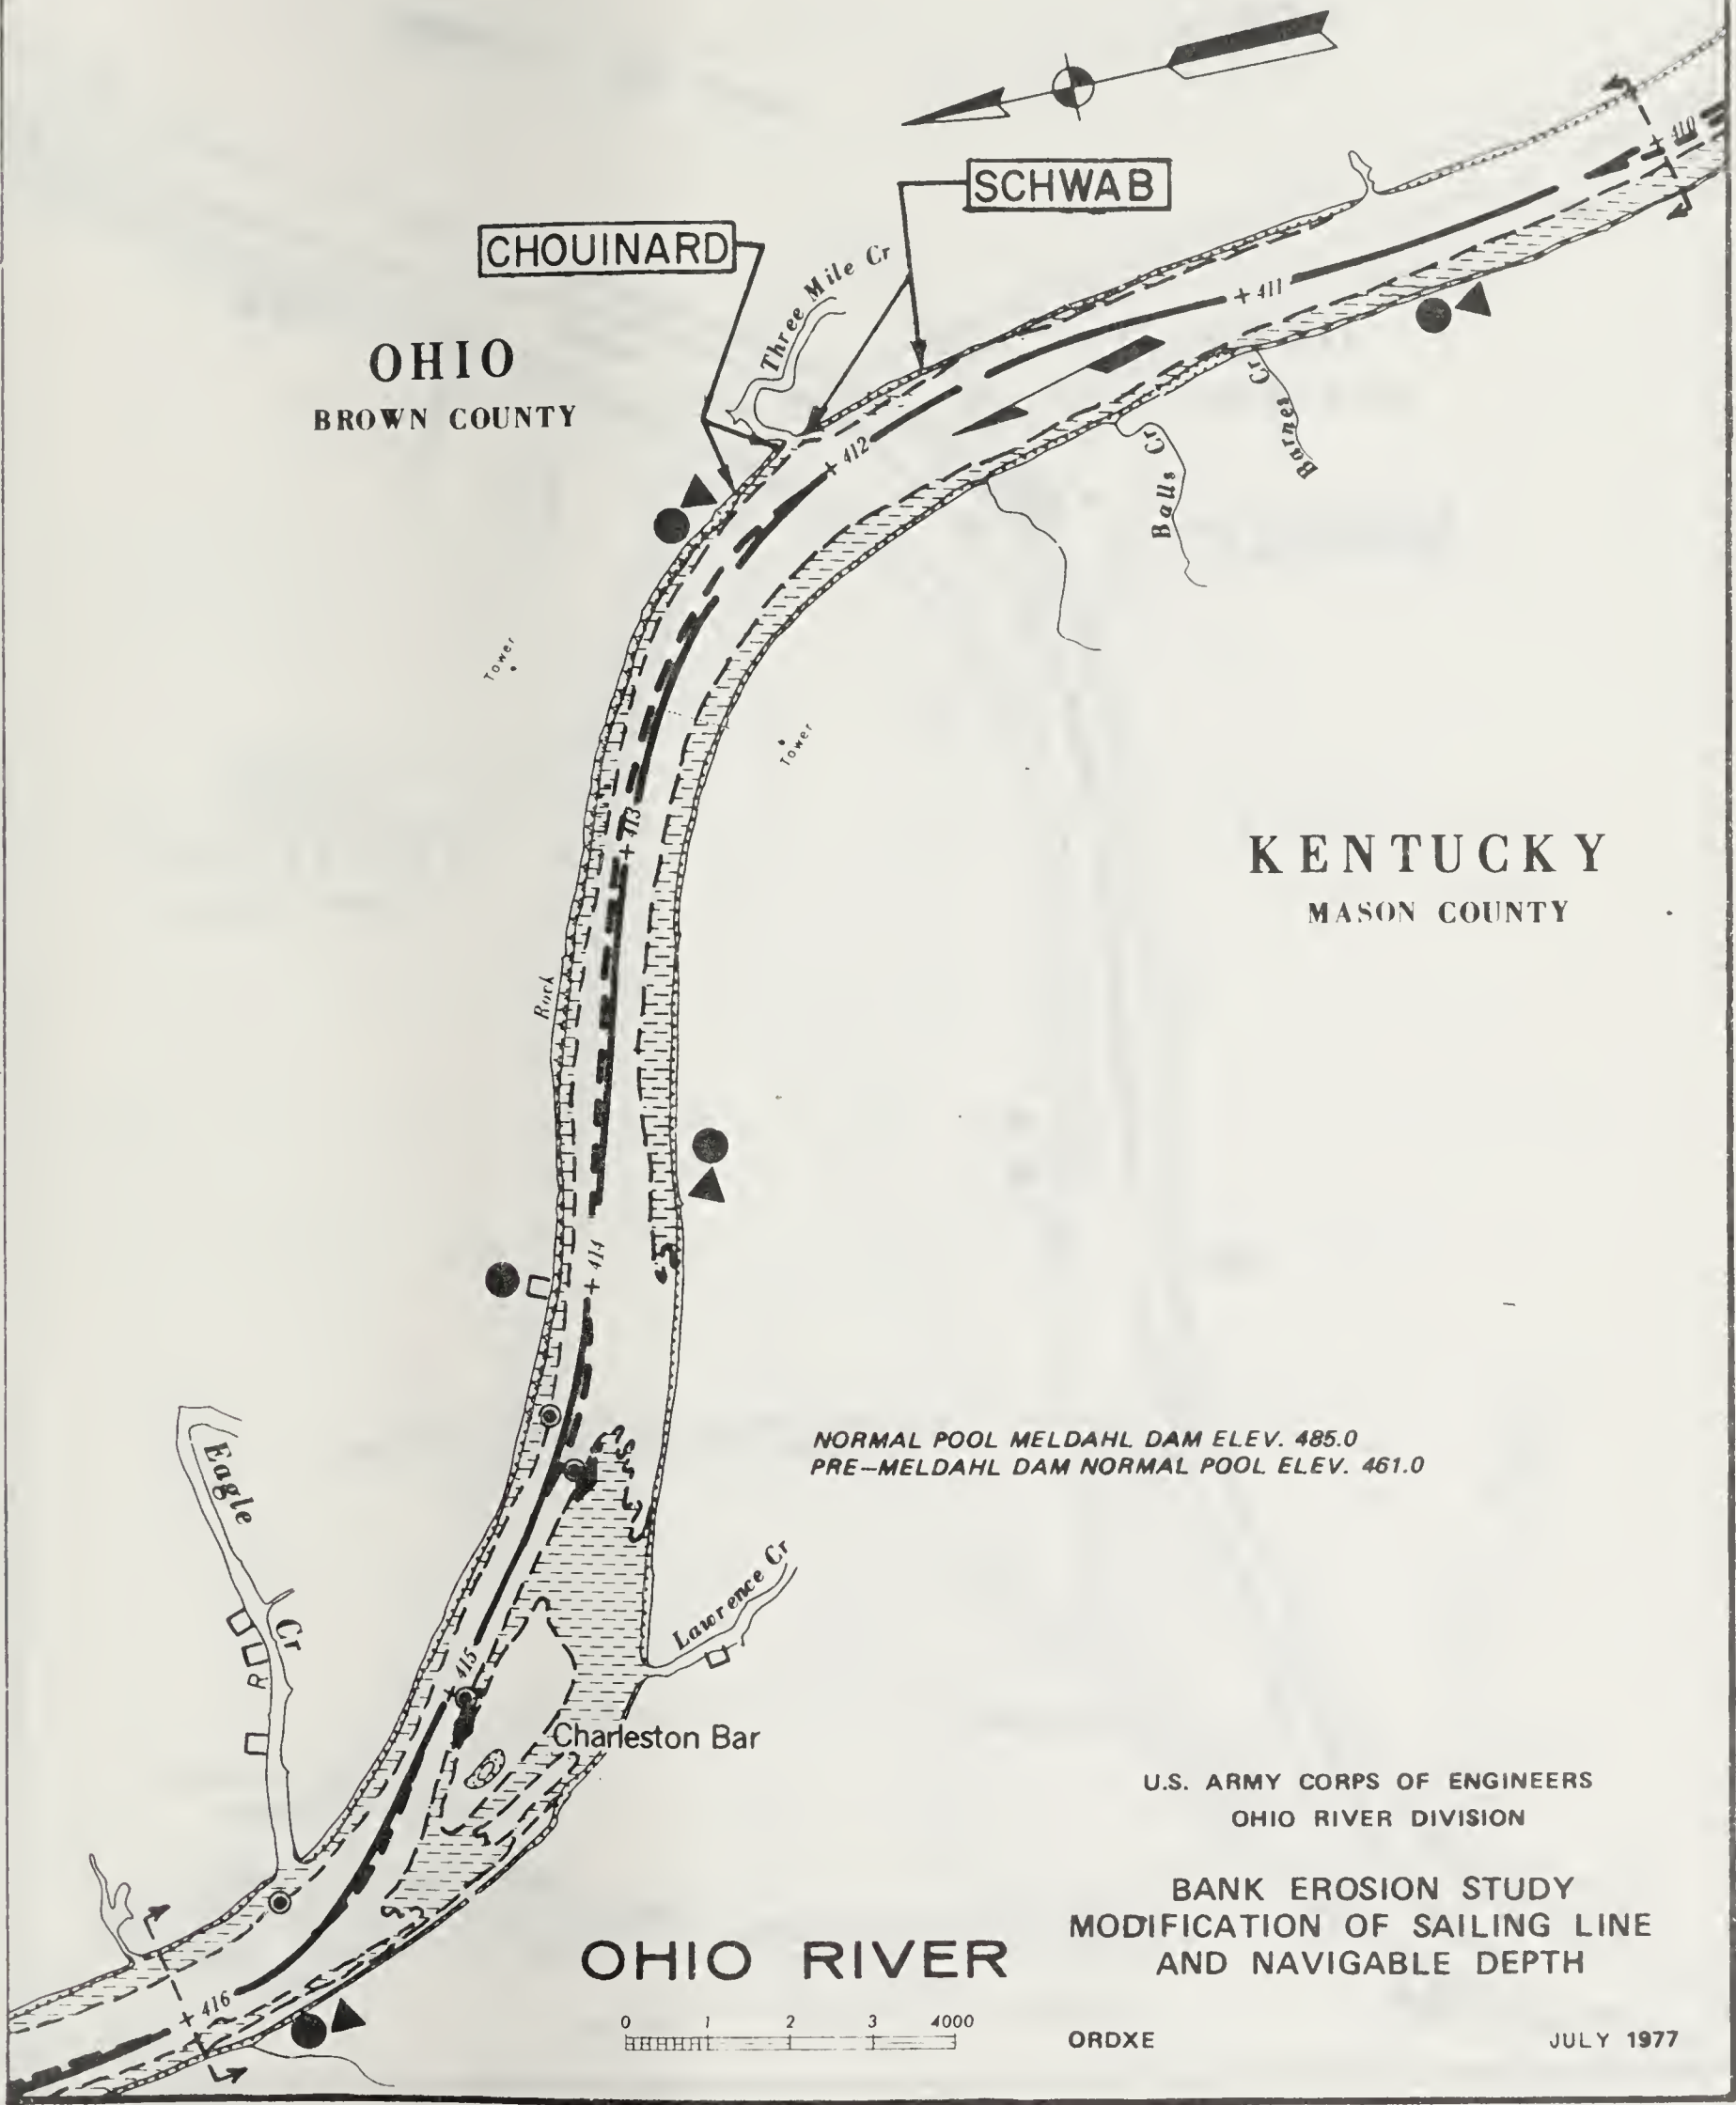 + 410
SCHWAB
CHOUINARD
Three Mile Cr
+ 411
OHIO
BROWN COUNTY
+ 412
Barnes Cr
Balls Cr
Tower
Tower
+ 413
KENTUCKY
MASON COUNTY
Rock
+ 414
NORMAL POOL MELDAHL DAM ELEV. 485.0
PRE-MELDAHL DAM NORMAL POOL ELEV. 461.0
Eagle Cr
Lawrence Cr
R
+ 415
Charleston Bar
U.S. ARMY CORPS OF ENGINEERS
OHIO RIVER DIVISION
BANK EROSION STUDY
MODIFICATION OF SAILING LINE
AND NAVIGABLE DEPTH
OHIO RIVER
+ 416
0 1 2 3 4000
ORDXE
JULY 1977